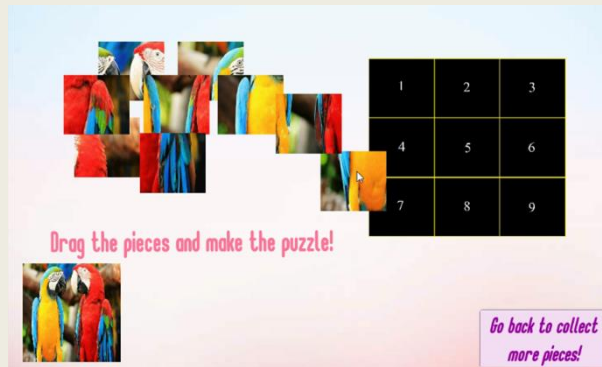 1 2 3
4 5 6
7 8 9
Drag the pieces and make the puzzle!
Go back to collect
more pieces!